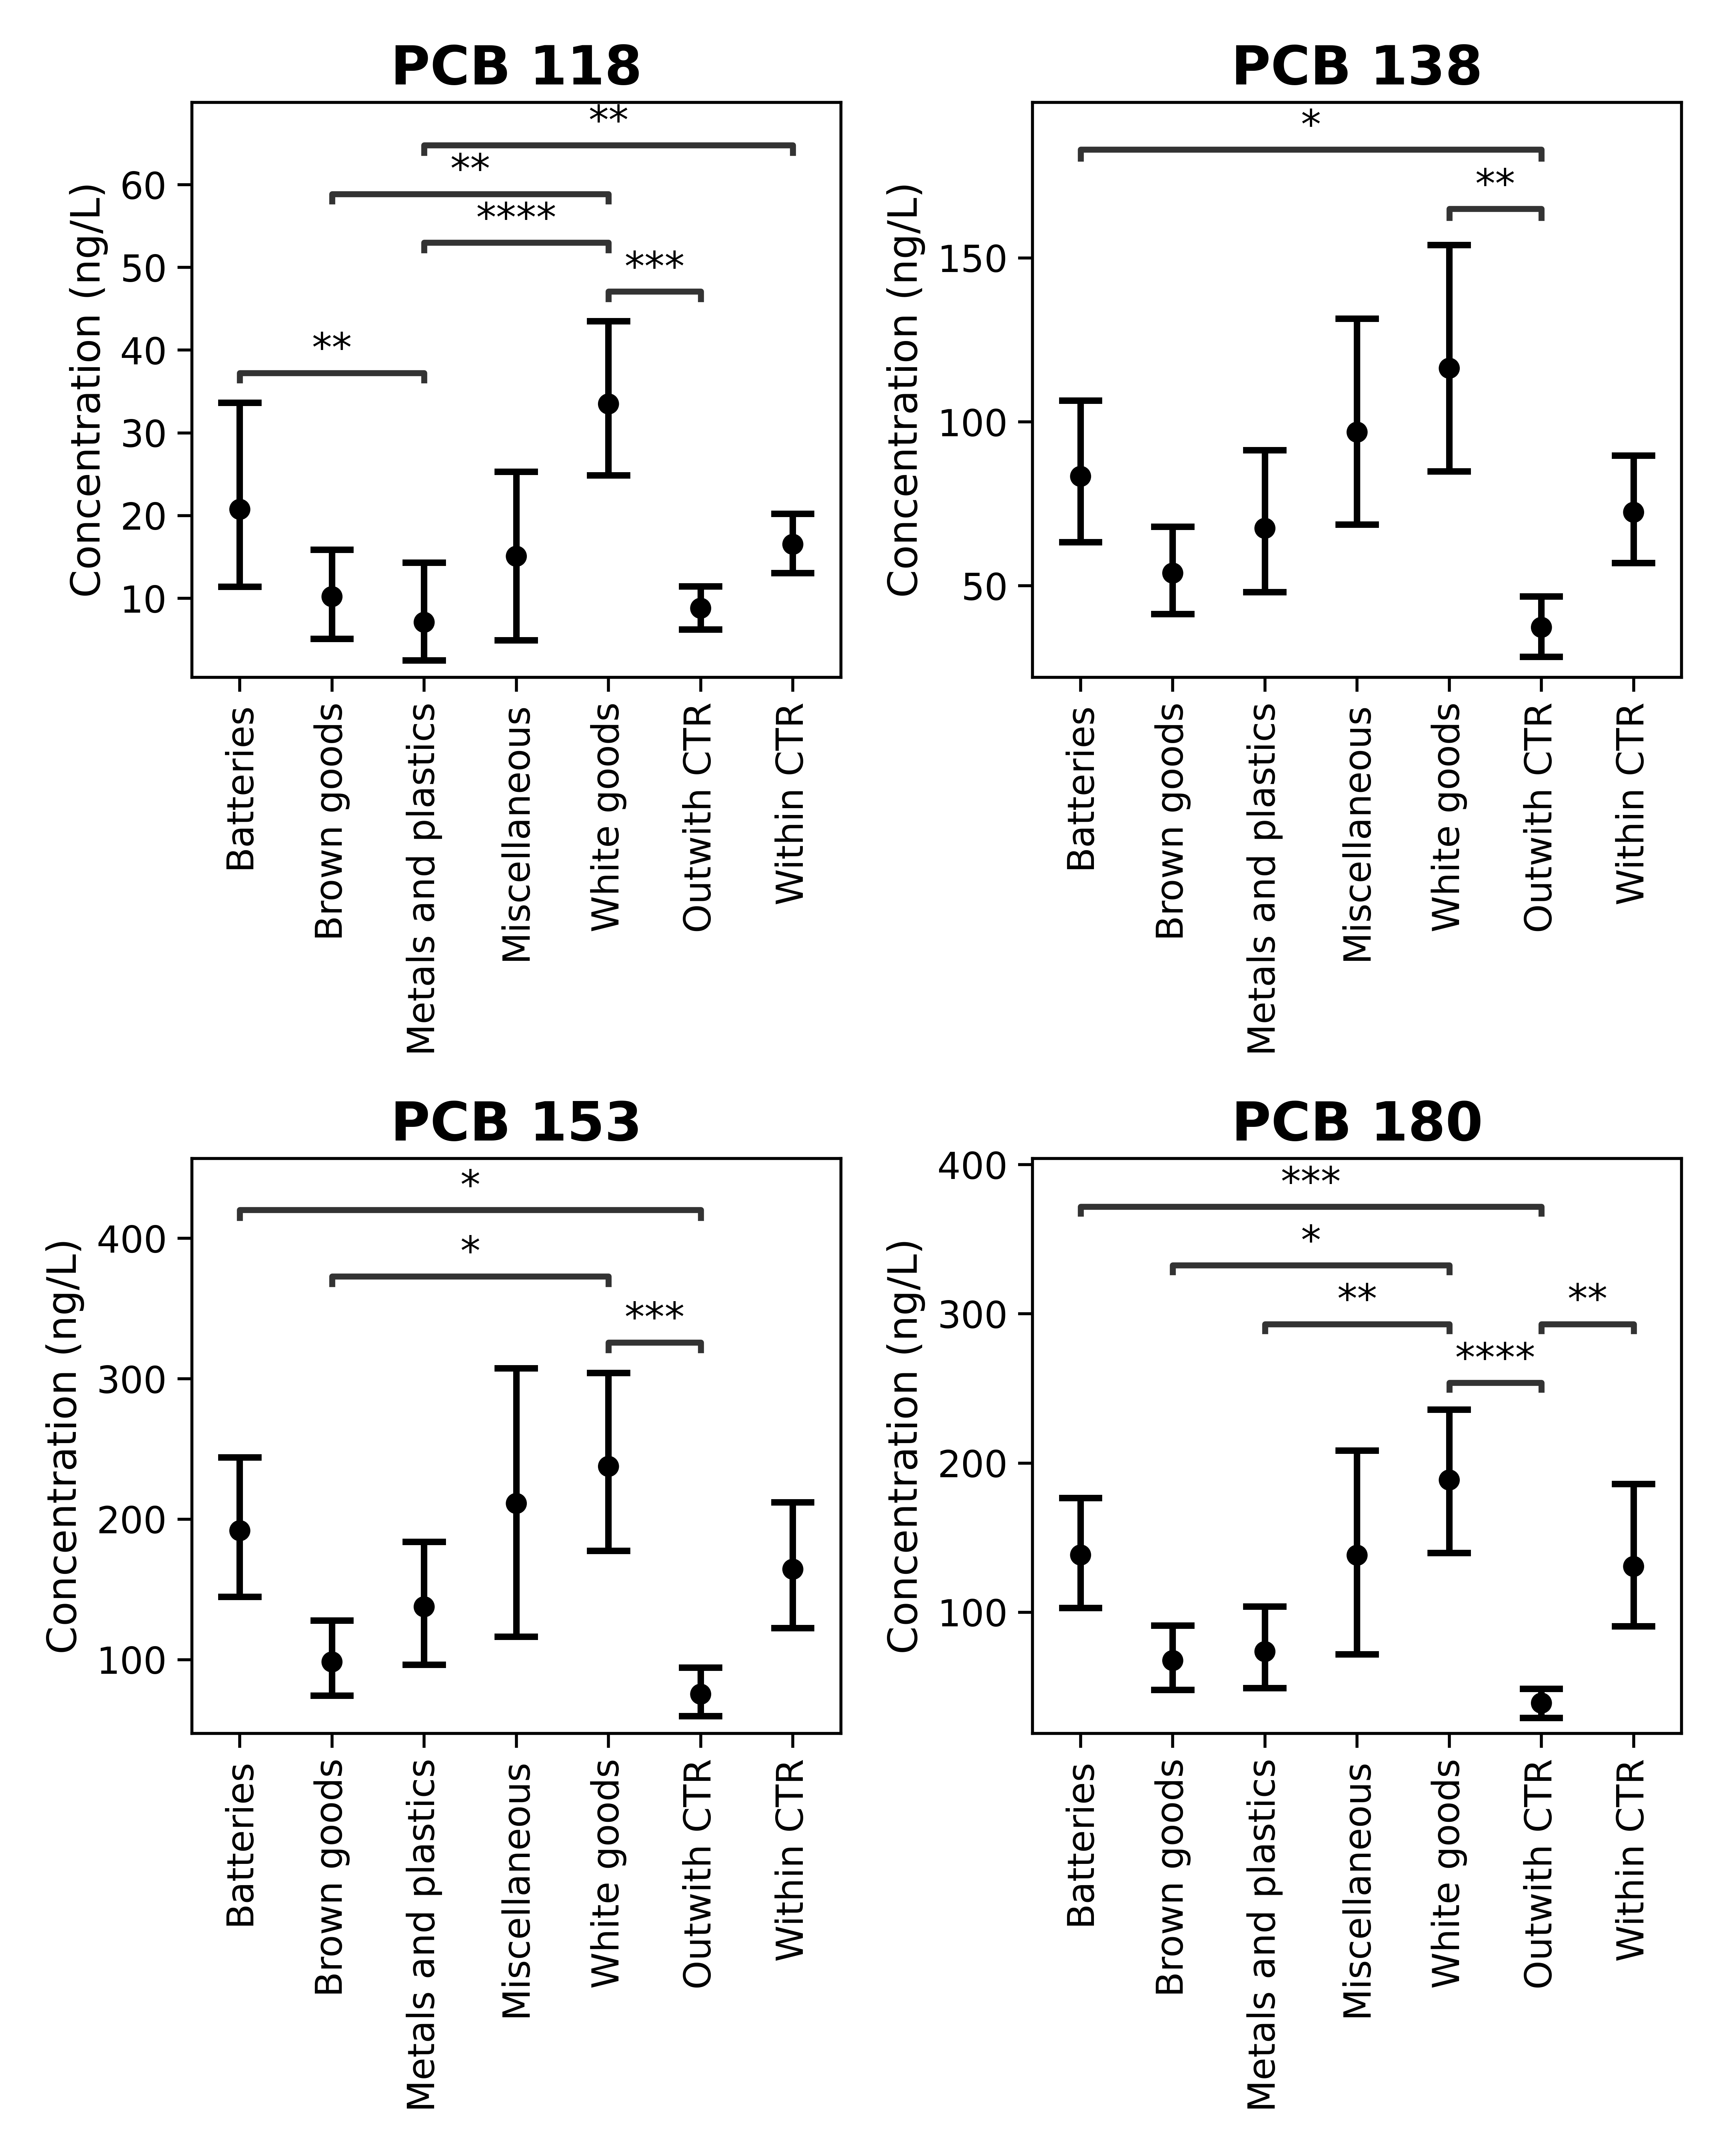 PCB 118
**
**
****
***
**
Concentration (ng/L)
60
50
40
30
20
10
Batteries
Brown goods
Metals and plastics
Miscellaneous
White goods
Outwith CTR
Within CTR
PCB 138
*
**
Concentration (ng/L)
150
100
50
Batteries
Brown goods
Metals and plastics
Miscellaneous
White goods
Outwith CTR
Within CTR
PCB 153
*
*
***
Concentration (ng/L)
400
300
200
100
Batteries
Brown goods
Metals and plastics
Miscellaneous
White goods
Outwith CTR
Within CTR
PCB 180
***
*
**
**
****
Concentration (ng/L)
400
300
200
100
Batteries
Brown goods
Metals and plastics
Miscellaneous
White goods
Outwith CTR
Within CTR